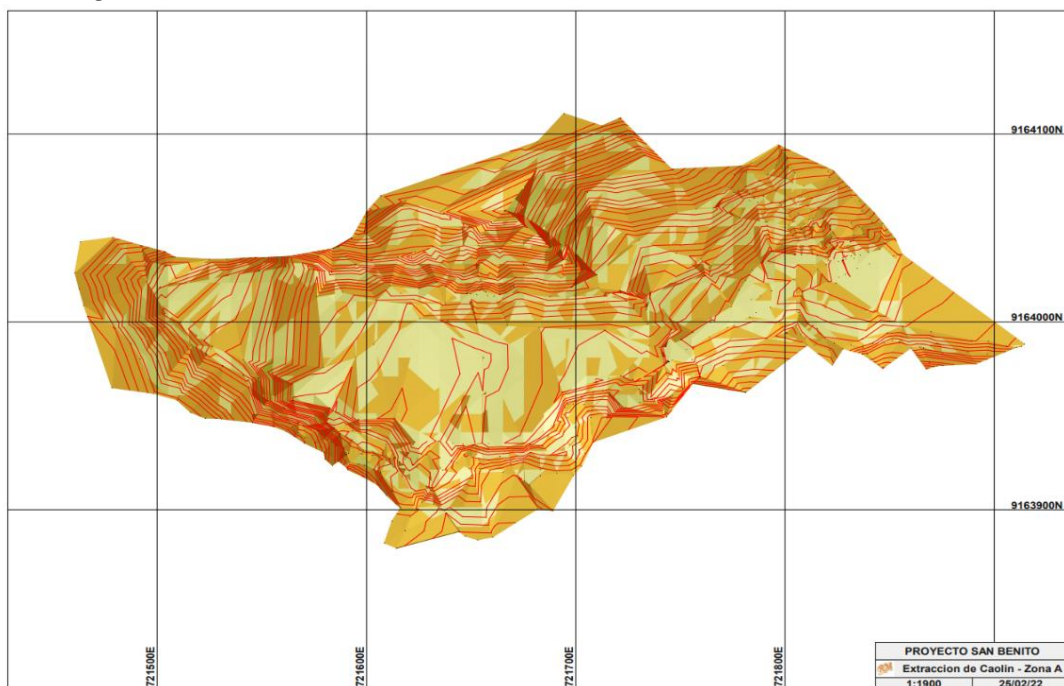 9164100N
9164000N
9163900N
721500E
721600E
721700E
721800E
PROYECTO SAN BENITO
Extraccion de Caolin - Zona A
1:1900 25/02/22